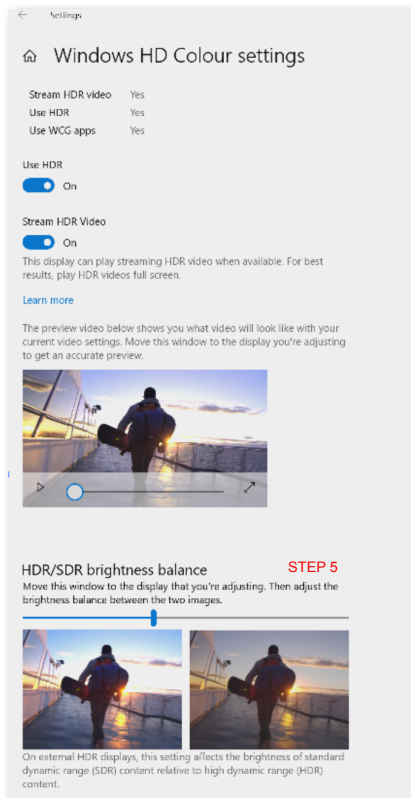 Settings
Windows HD Colour settings
Stream HDR video Yes
Use HDR Yes
Use WCG apps Yes
Use HDR
On
Stream HDR Video
On
This display can play streaming HDR video when available. For best
results, play HDR videos full screen.
Learn more
The preview video below shows you what video will look like with your
current video settings. Move this window to the display you're adjusting
to get an accurate preview.
HDR/SDR brightness balance STEP 5
Move this window to the display that you're adjusting. Then adjust the
brightness balance between the two images.
On external HDR displays, this setting affects the brightness of standard
dynamic range (SDR) content relative to high dynamic range (HDR)
content.